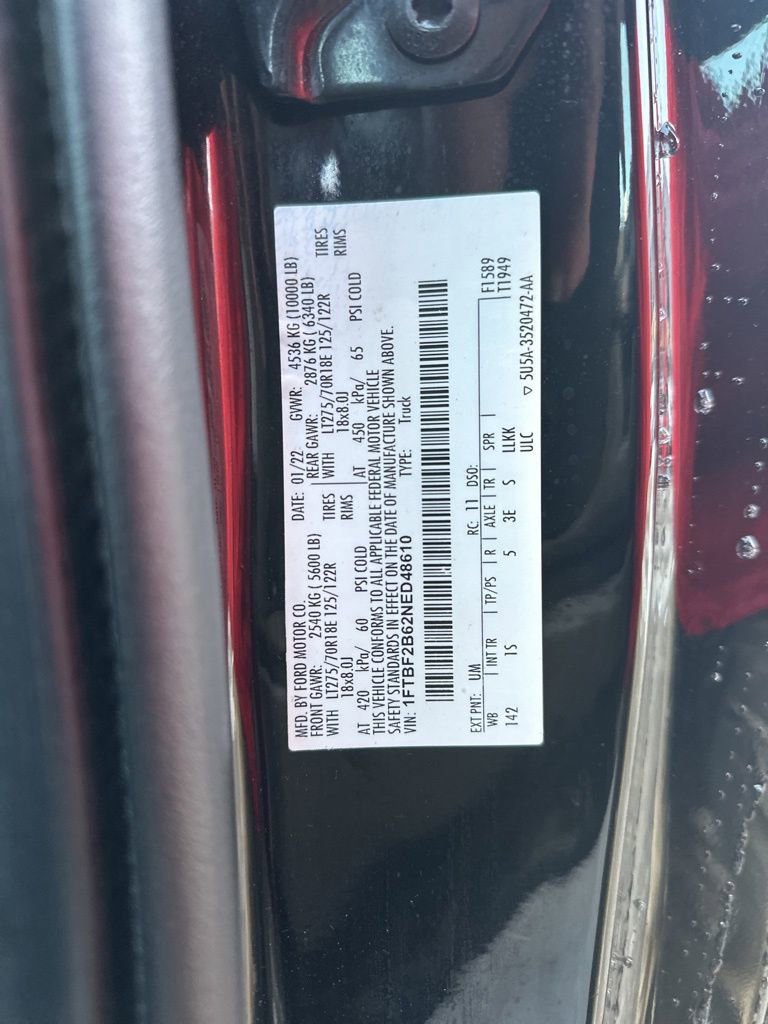 MFD. BY FORD MOTOR CO.
DATE: 01/22 GVWR: 4536 KG (10000 LB)
FRONT GAWR: 2540 KG ( 5600 LB)
REAR GAWR: 2876 KG ( 6340 LB)
WITH LT275/70R18E 125/122R TIRES
WITH LT275/70R18E 125/122R TIRES
18x8.0J RIMS
18x8.0J RIMS
AT 420 kPa/ 60 PSI COLD
AT 450 kPa/ 65 PSI COLD
THIS VEHICLE CONFORMS TO ALL APPLICABLE FEDERAL MOTOR VEHICLE
SAFETY STANDARDS IN EFFECT ON THE DATE OF MANUFACTURE SHOWN ABOVE.
VIN: 1FTBF2B62NED48610 TYPE: Truck
EXT PNT: UM RC: 11 DSO:
WB INT TR TP/PS R AXLE TR SPR F1589
142 1S 5 3E S LLKK T1949
ULC ▽ 5U5A-3520472-AA